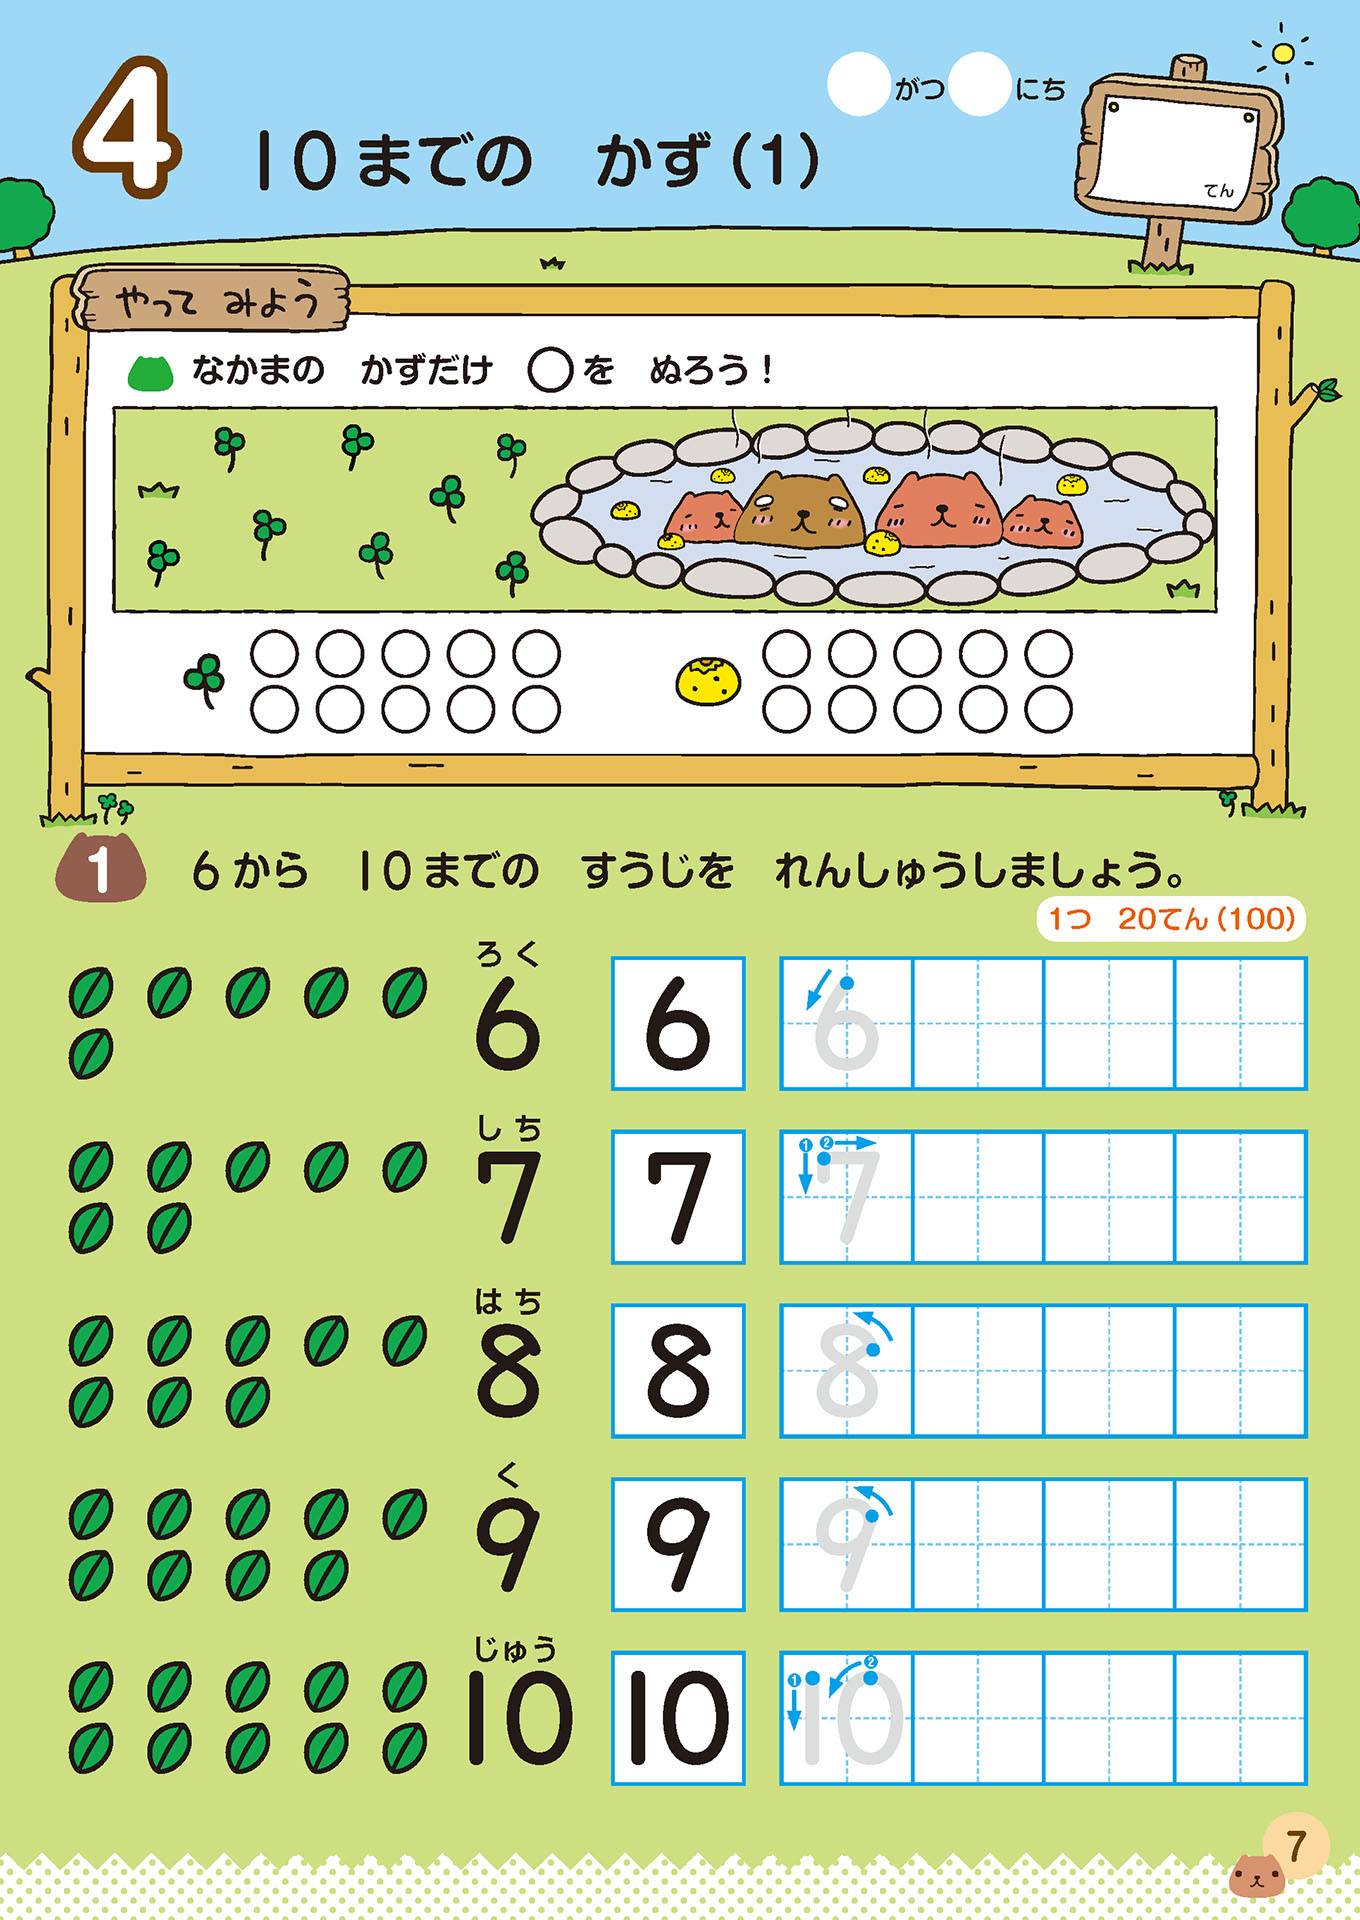 4
10までの かず(1)
がつ にち
てん
やって みよう
なかまの かずだけ ○を ぬろう!
1 6から 10までの すうじを れんしゅうしましょう。
1つ 20てん(100)
ろく
6 6 6
しち
7 7 ① ② 7
はち
8 8 8
く
9 9 9
じゅう
10 10 ① ② 10
7